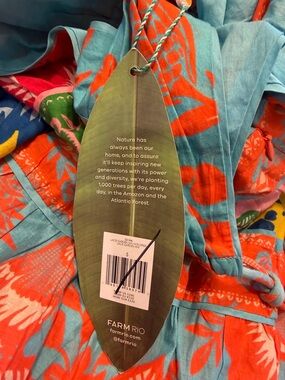 Nature has
always been our
home, and to assure
it'll keep inspiring new
generations with its power
and diversity, we're planting
1,000 trees per day, every
day, in the Amazon and the
Atlantic Forest.
S
FARM RIO
farmrio.com
@farmrio